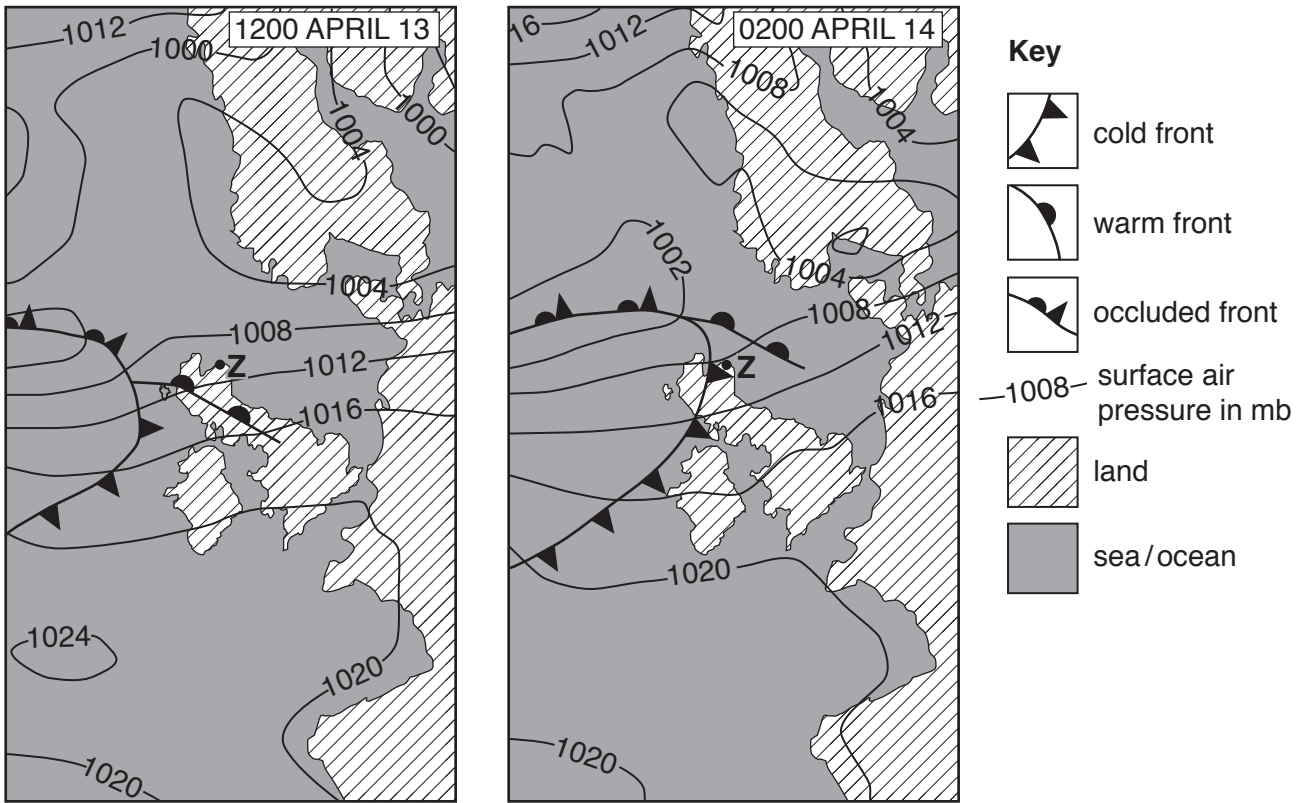 1200 APRIL 13
1012
1000
1004
1000
1004
1008
Z
1012
1016
1024
1020
1020
0200 APRIL 14
16
1012
1008
1004
1002
1004
1008
1012
Z
1016
1020
1020
Key
cold front
warm front
occluded front
1008
surface air
pressure in mb
land
sea/ocean